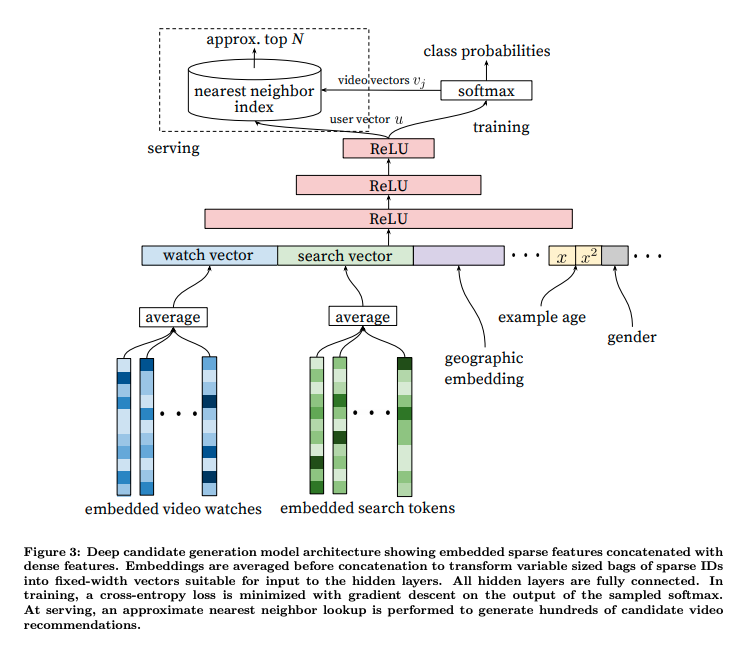 approx. top N
class probabilities
video vectors v_j
nearest neighbor
index
softmax
user vector u
training
serving
ReLU
ReLU
ReLU
watch vector
search vector
...
x
x²
...
average
average
example age
gender
geographic
embedding
...
...
embedded video watches
embedded search tokens
Figure 3: Deep candidate generation model architecture showing embedded sparse features concatenated with
dense features. Embeddings are averaged before concatenation to transform variable sized bags of sparse IDs
into fixed-width vectors suitable for input to the hidden layers. All hidden layers are fully connected. In
training, a cross-entropy loss is minimized with gradient descent on the output of the sampled softmax.
At serving, an approximate nearest neighbor lookup is performed to generate hundreds of candidate video
recommendations.